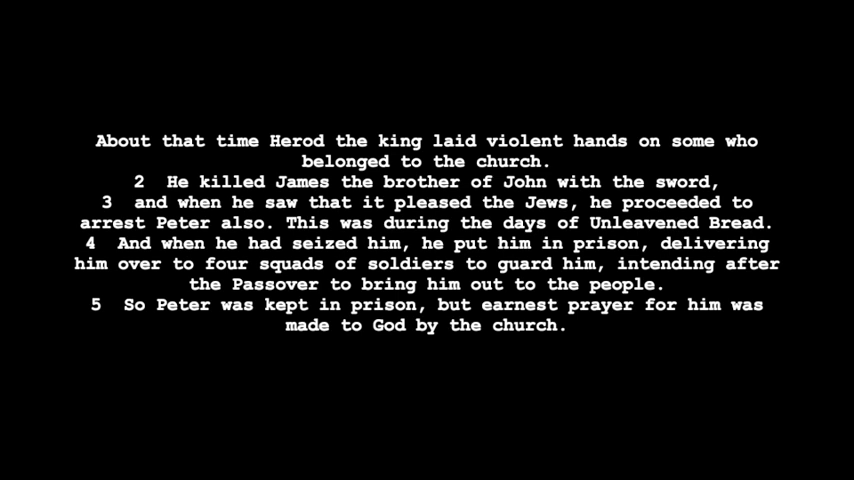 About that time Herod the king laid violent hands on some who
belonged to the church.
2 He killed James the brother of John with the sword,
3 and when he saw that it pleased the Jews, he proceeded to
arrest Peter also. This was during the days of Unleavened Bread.
4 And when he had seized him, he put him in prison, delivering
him over to four squads of soldiers to guard him, intending after
the Passover to bring him out to the people.
5 So Peter was kept in prison, but earnest prayer for him was
made to God by the church.